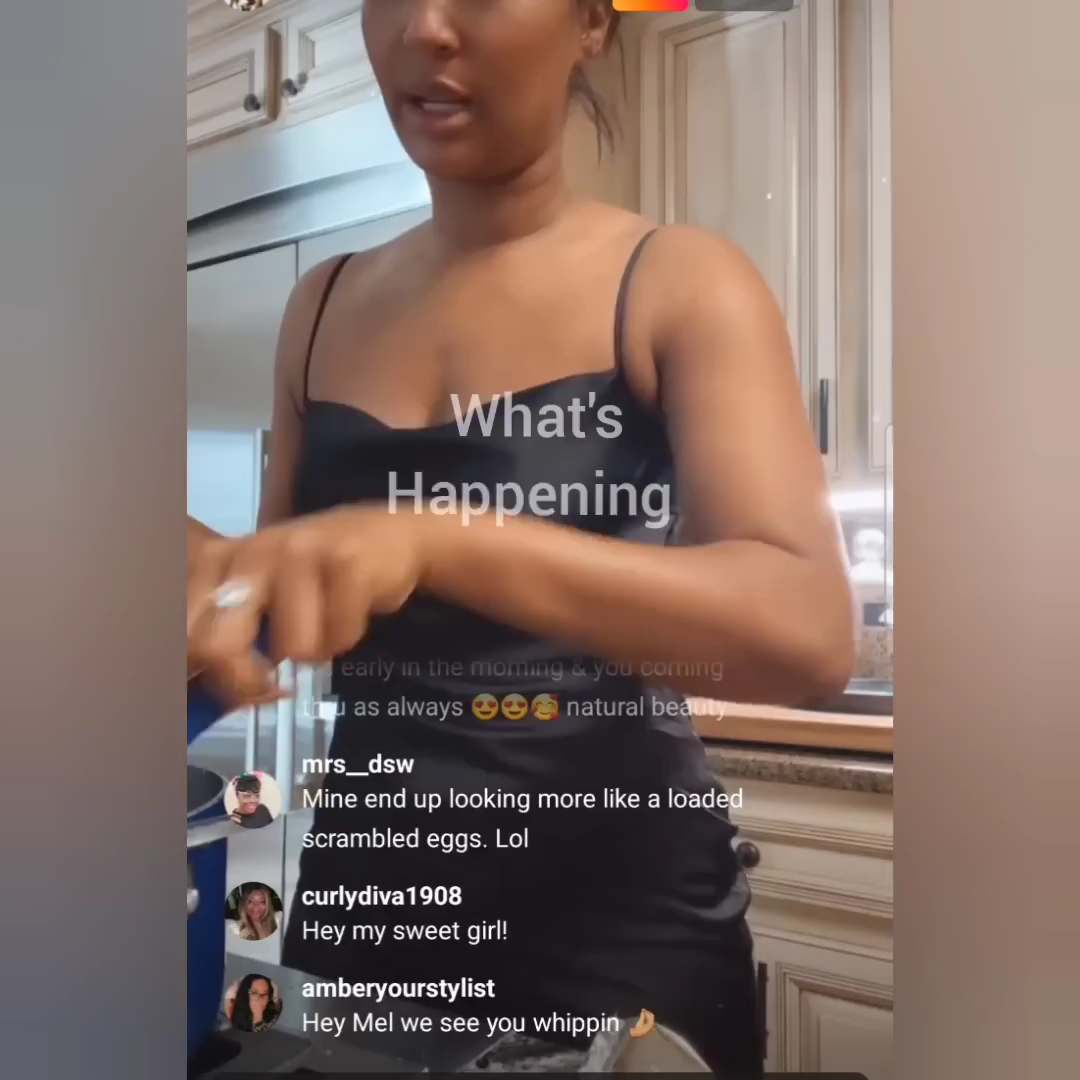 What's
Happening
early in the morning & you coming
thru as always 😍😍🥰 natural beauty
mrs__dsw
Mine end up looking more like a loaded
scrambled eggs. Lol
curlydiva1908
Hey my sweet girl!
amberyourstylist
Hey Mel we see you whippin 🤌🏽